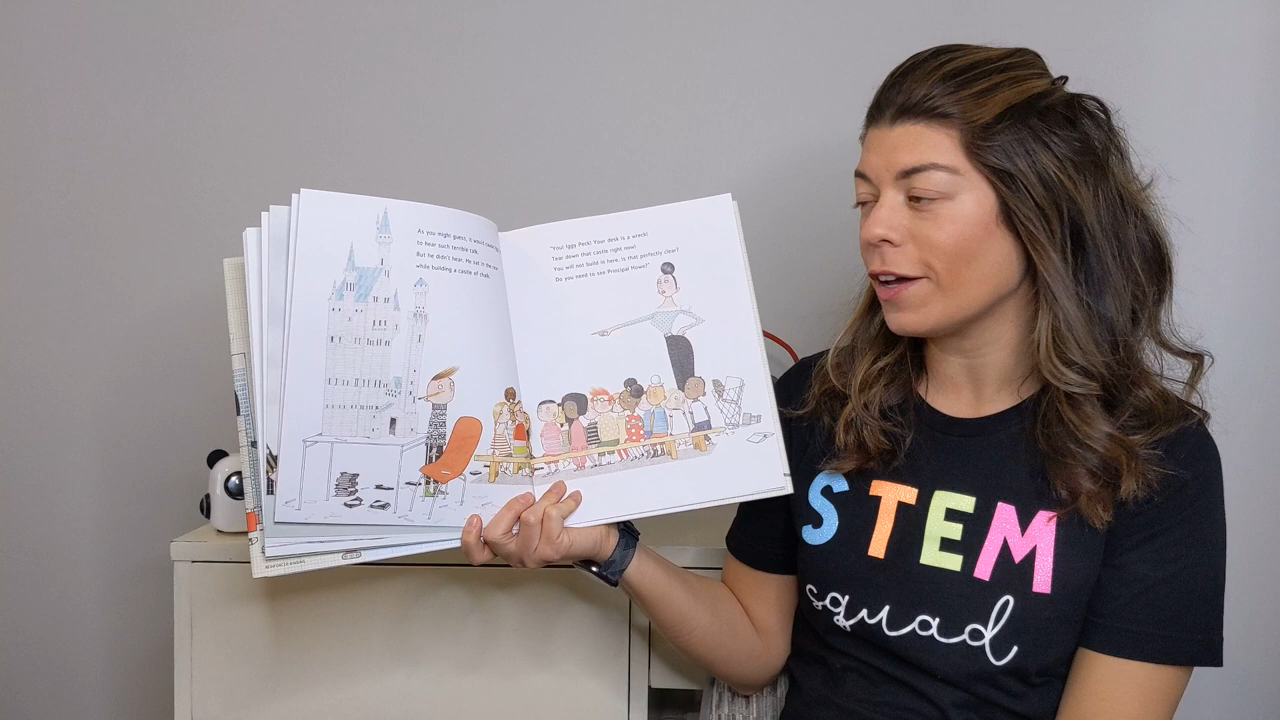 As you might guess, it would cause
to hear such terrible talk.
But he didn't hear. He sat in the rear
while building a castle of chalk.
"You! Iggy Peck! Your desk is a wreck!
Tear down that castle right now!
You will not build in here. Is that perfectly clear?
Do you need to see Principal Howe?"
REINFORCED BINDING
STEM
squad